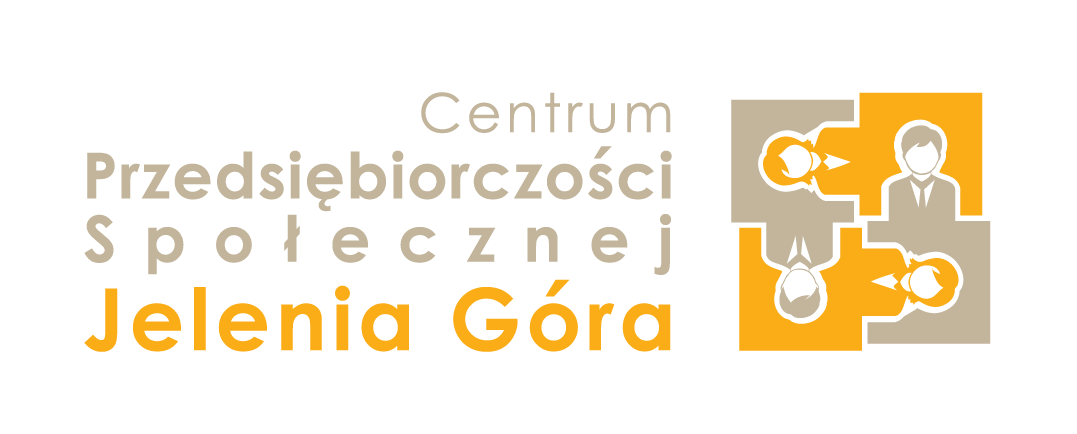 Centrum
Przedsiębiorczości
Społecznej
Jelenia Góra